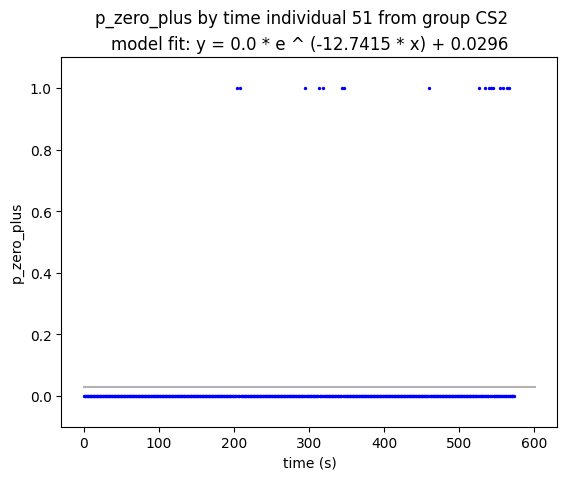 p_zero_plus by time individual 51 from group CS2
model fit: y = 0.0 * e ^ (-12.7415 * x) + 0.0296
1.0
0.8
0.6
0.4
0.2
0.0
p_zero_plus
0 100 200 300 400 500 600
time (s)